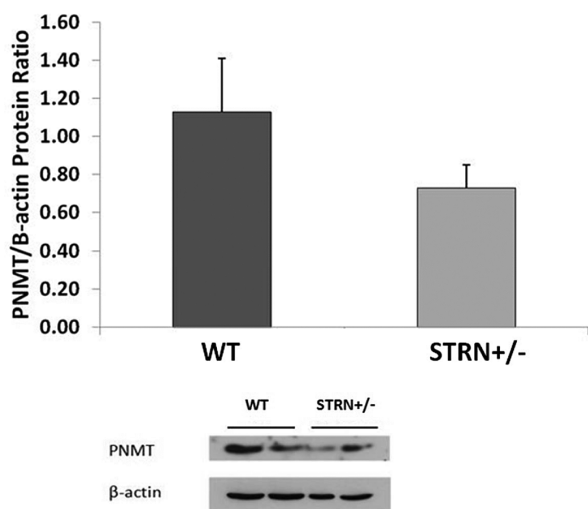 PNMT/B-actin Protein Ratio
1.60
1.40
1.20
1.00
0.80
0.60
0.40
0.20
0.00
WT STRN+/-
WT STRN+/-
PNMT
β-actin